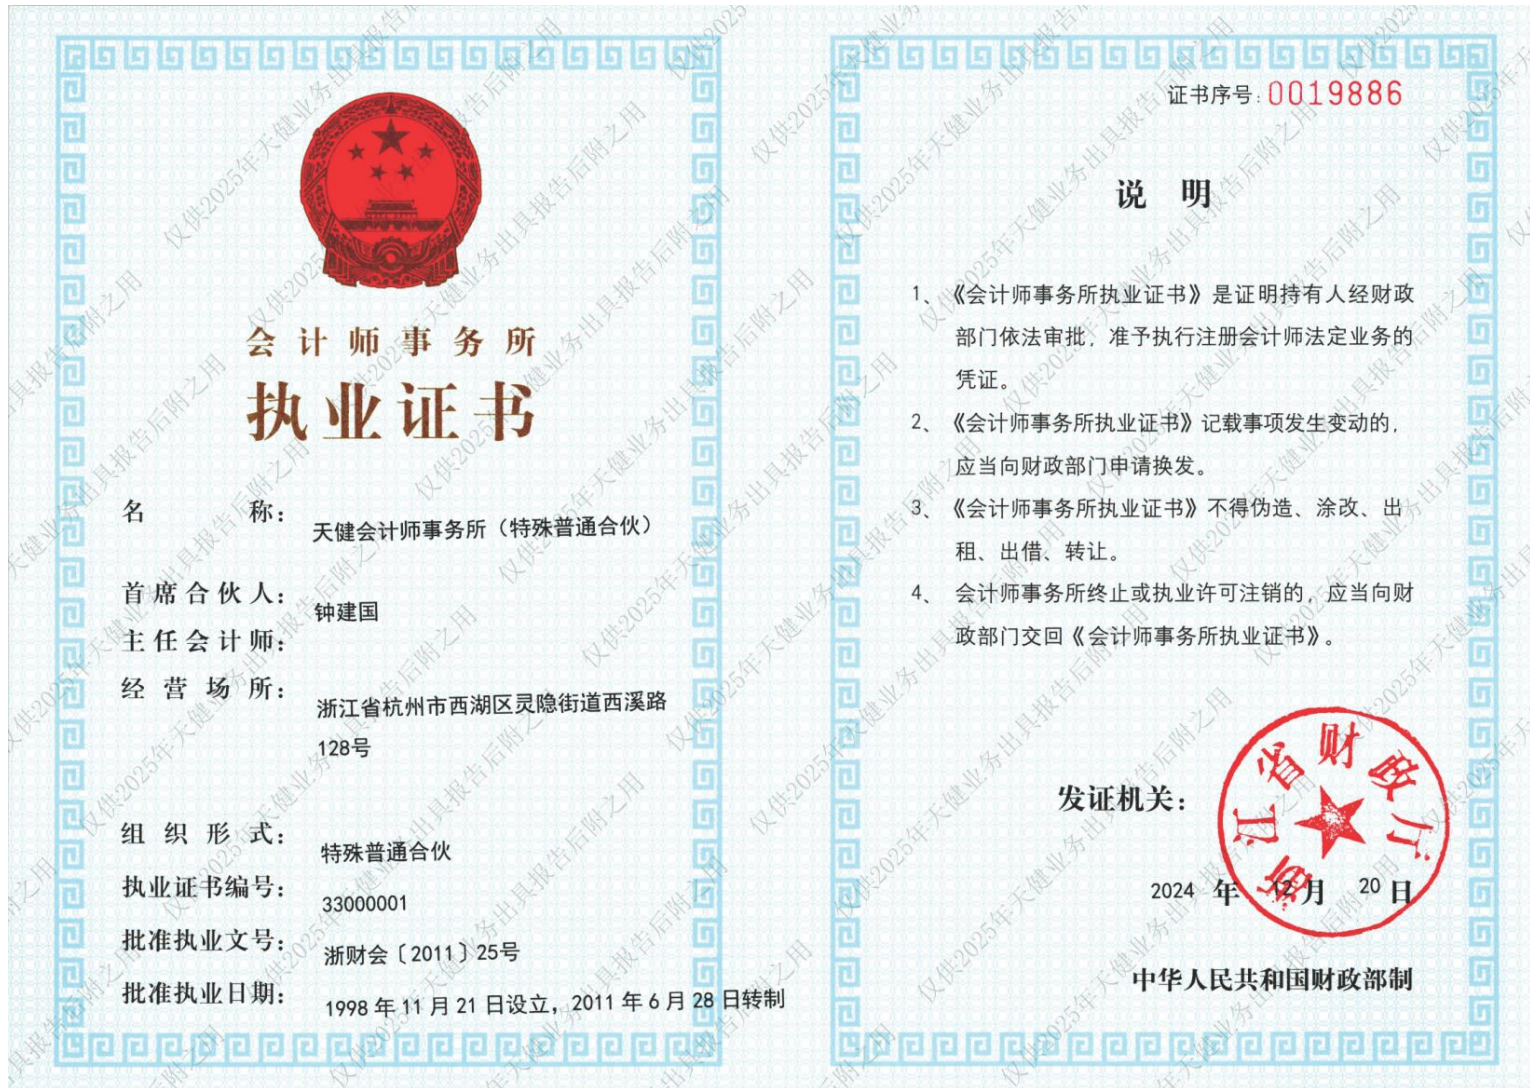 会计师事务所
执业证书
名称：天健会计师事务所（特殊普通合伙）
首席合伙人：钟建国
主任会计师：
经营场所：浙江省杭州市西湖区灵隐街道西溪路
128号
组织形式：特殊普通合伙
执业证书编号：33000001
批准执业文号：浙财会〔2011〕25号
批准执业日期：1998 年 11 月 21 日设立，2011 年 6 月 28 日转制
证书序号：0019886
说明
1、《会计师事务所执业证书》是证明持有人经财政
部门依法审批，准予执行注册会计师法定业务的
凭证。
2、《会计师事务所执业证书》记载事项发生变动的，
应当向财政部门申请换发。
3、《会计师事务所执业证书》不得伪造、涂改、出
租、出借、转让。
4、会计师事务所终止或执业许可注销的，应当向财
政部门交回《会计师事务所执业证书》。
发证机关：
浙江省财政厅
2024 年 12 月 20 日
中华人民共和国财政部制
仅供2025年天健业务出具报告后附之用